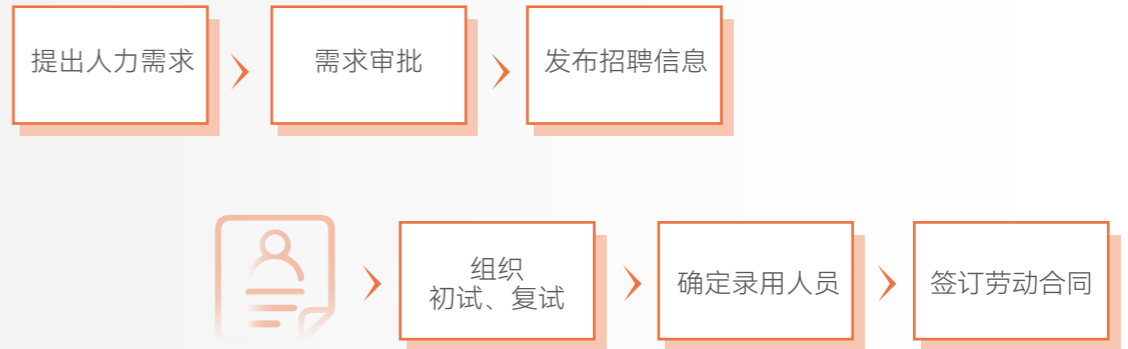 提出人力需求
需求审批
发布招聘信息
组织
初试、复试
确定录用人员
签订劳动合同